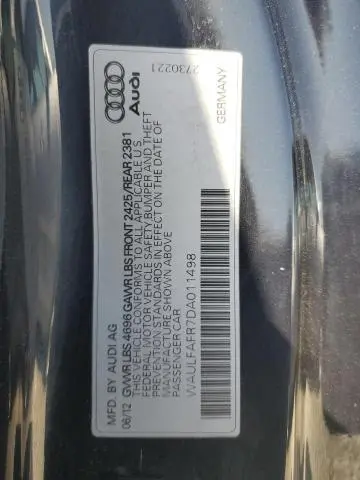 MFD. BY AUDI AG
06/12 GVWR LBS 4696 GAWR LBS FRONT 2425/REAR 2381
THIS VEHICLE CONFORMS TO ALL APPLICABLE U.S.
FEDERAL MOTOR VEHICLE SAFETY BUMPER AND THEFT
PREVENTION STANDARDS IN EFFECT ON THE DATE OF
MANUFACTURE SHOWN ABOVE
PASSENGER CAR
WAULFAFR7DA011498
Audi
2730221
GERMANY